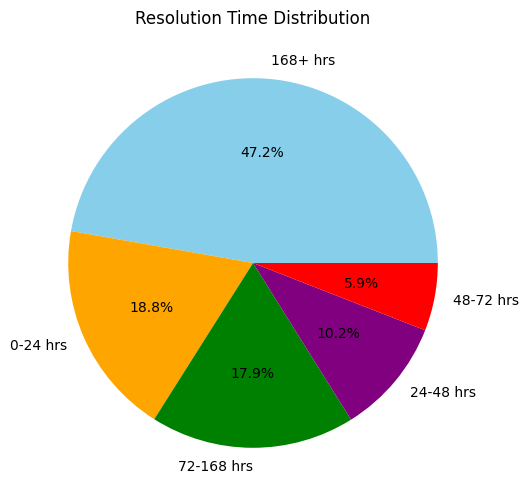 Resolution Time Distribution
168+ hrs
47.2%
5.9%
48-72 hrs
18.8%
10.2%
0-24 hrs
17.9%
24-48 hrs
72-168 hrs